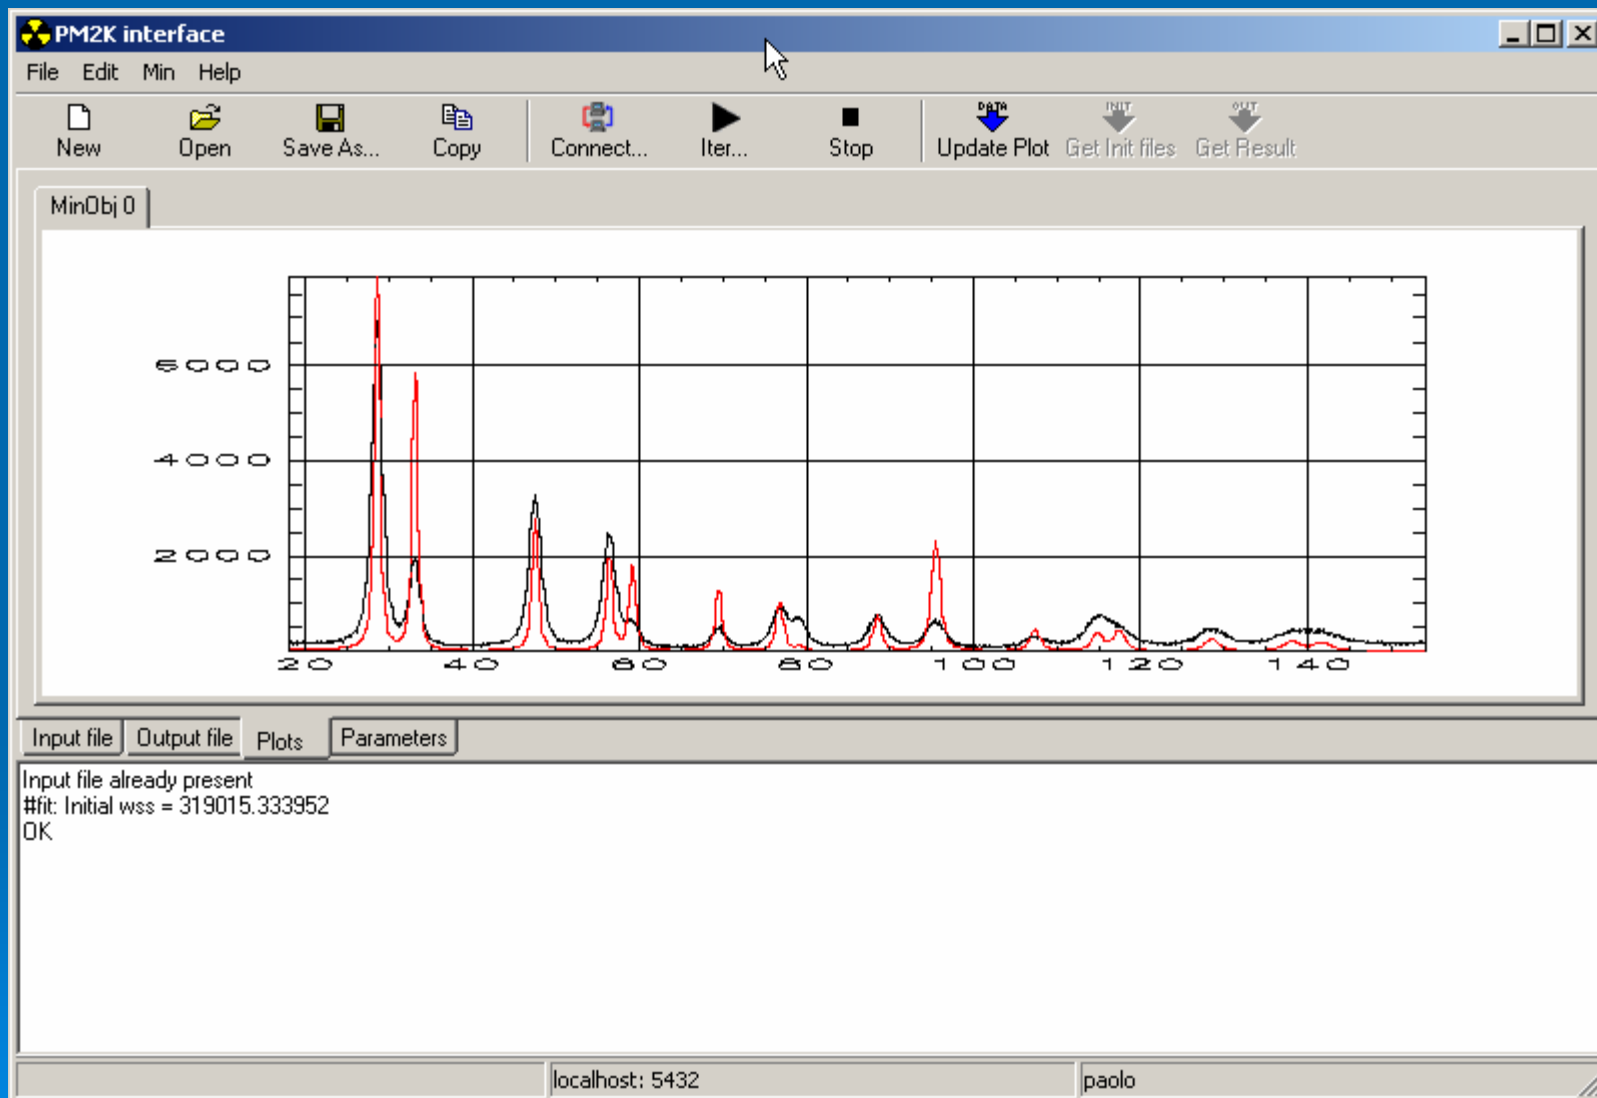 PM2K interface
File Edit Min Help
DATA INIT OUT
New Open Save As... Copy Connect... Iter... Stop Update Plot Get Init files Get Result
MinObj 0
6000
4000
2000
20 40 60 80 100 120 140
Input file Output file Plots Parameters
Input file already present
#fit: Initial wss = 319015.333952
OK
localhost: 5432 paolo